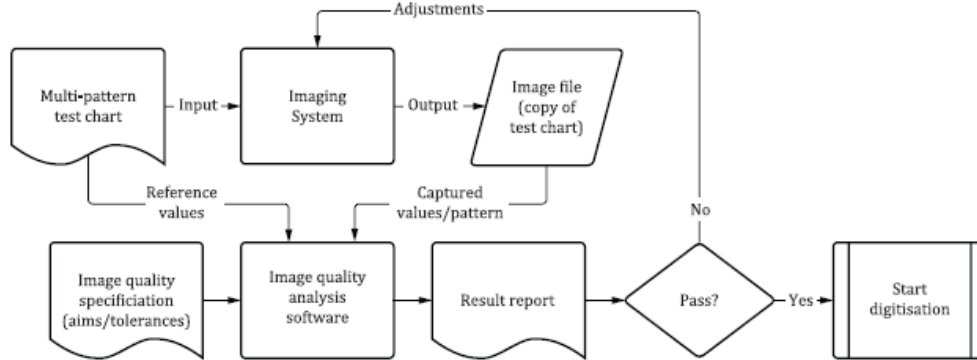 Adjustments
Multi-pattern
test chart
Input
Imaging
System
Output
Image file
(copy of
test chart)
Reference
values
Captured
values/pattern
No
Image quality
specificiation
(aims/tolerances)
Image quality
analysis
software
Result report
Pass?
Yes
Start
digitisation